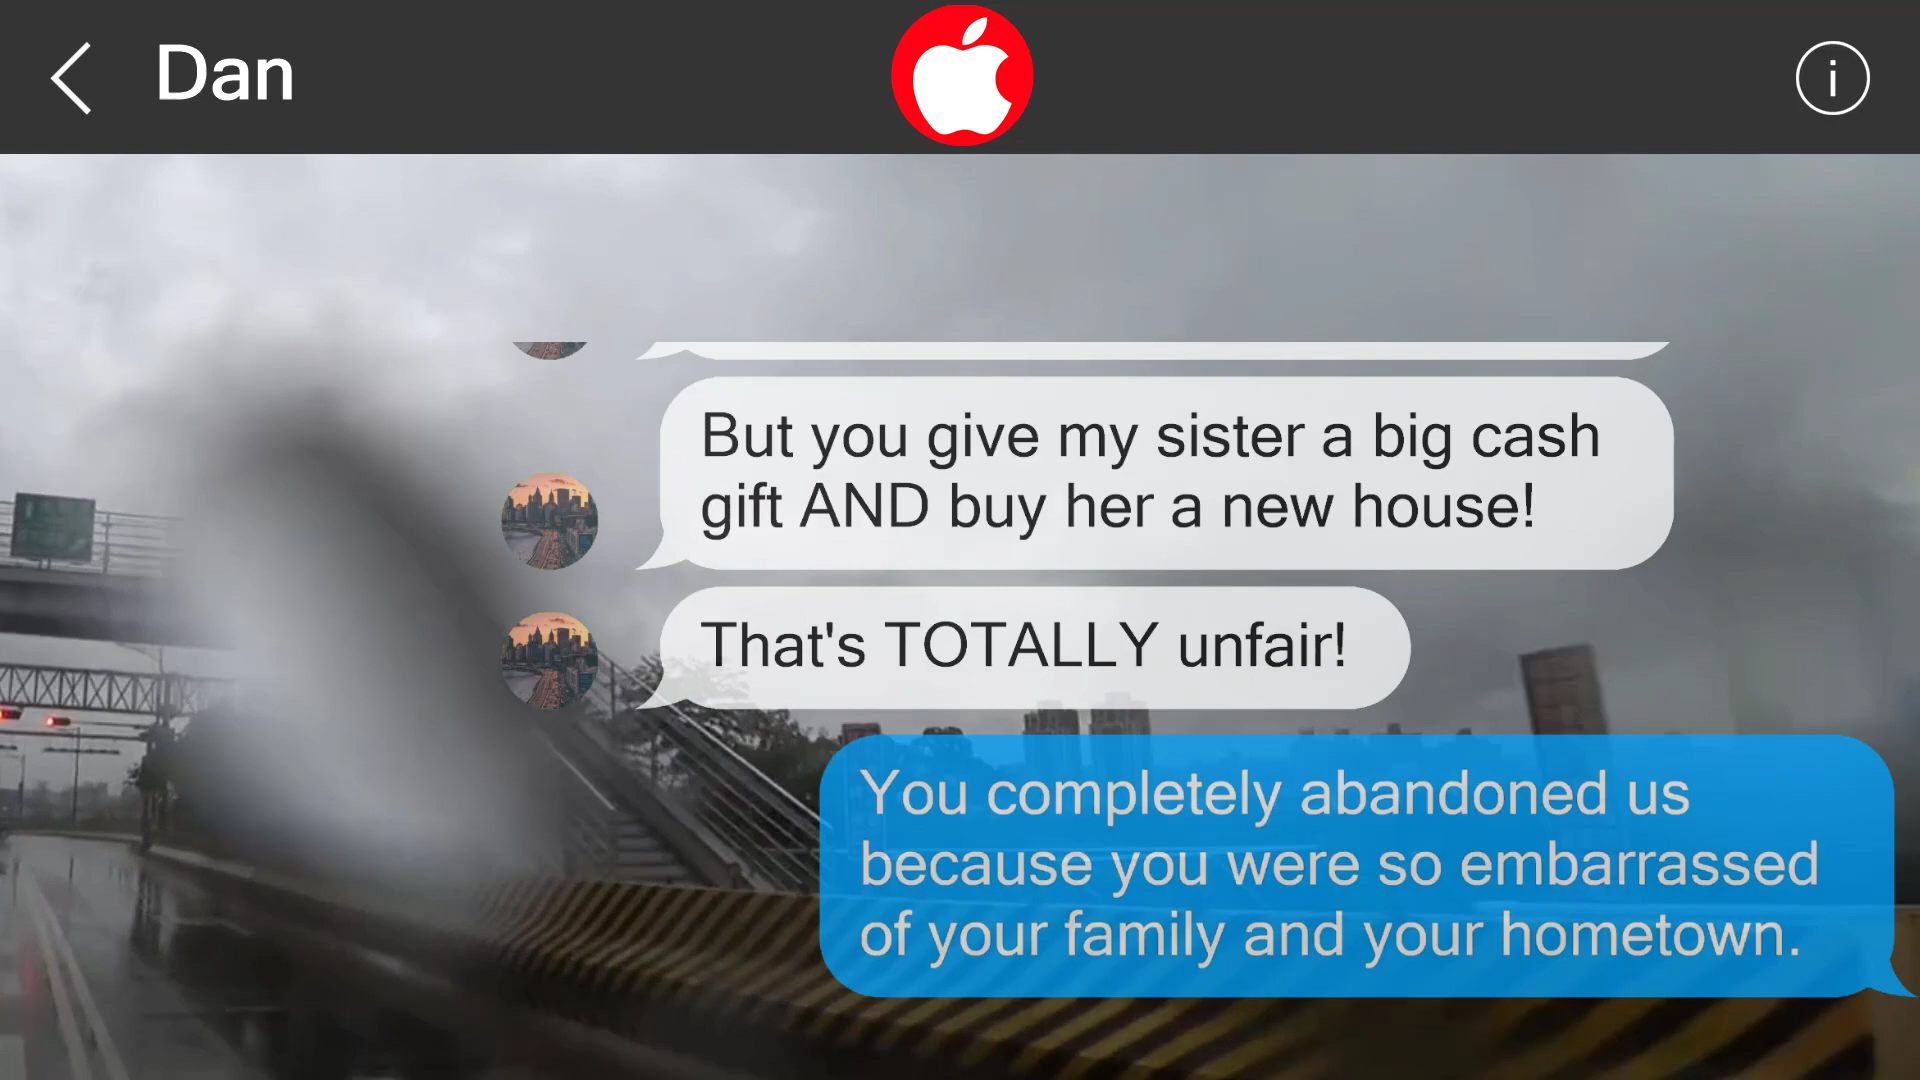 Dan
i
But you give my sister a big cash
gift AND buy her a new house!
That's TOTALLY unfair!
You completely abandoned us
because you were so embarrassed
of your family and your hometown.